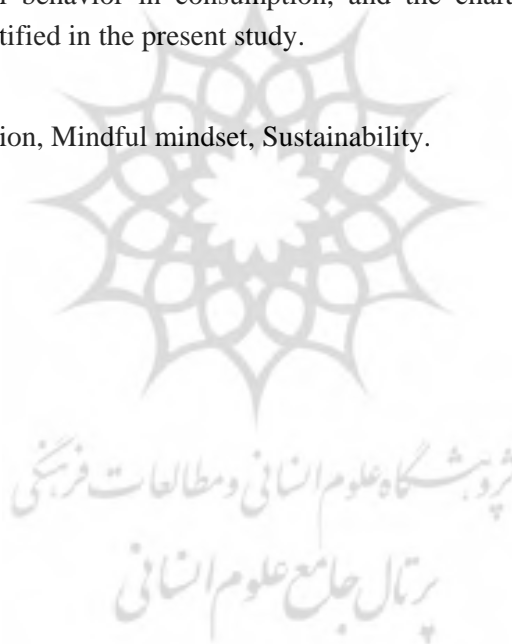 behavior in consumption, and the
tified in the present study.
ion, Mindful mindset, Sustainability.
پژوهشگاه علوم انسانی و مطالعات فرهنگی
پرتال جامع علوم انسانی